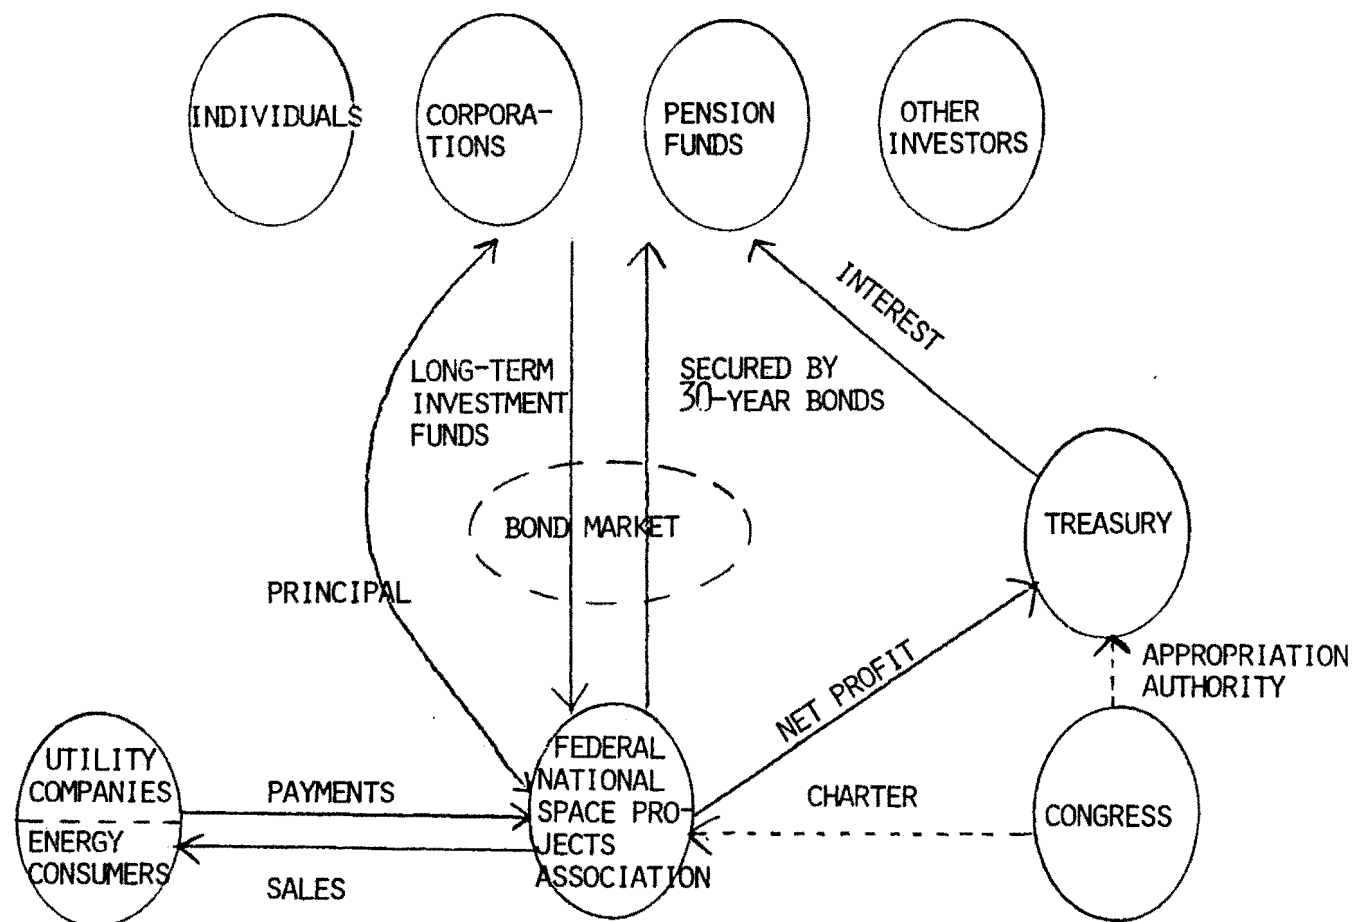 INDIVIDUALS
CORPORA-
TIONS
PENSION
FUNDS
OTHER
INVESTORS
INTEREST
LONG-TERM
INVESTMENT
FUNDS
SECURED BY
30-YEAR BONDS
BOND MARKET
TREASURY
PRINCIPAL
NET PROFIT
APPROPRIATION
AUTHORITY
UTILITY
COMPANIES
ENERGY
CONSUMERS
PAYMENTS
SALES
FEDERAL
NATIONAL
SPACE PRO-
JECTS
ASSOCIATION
CHARTER
CONGRESS